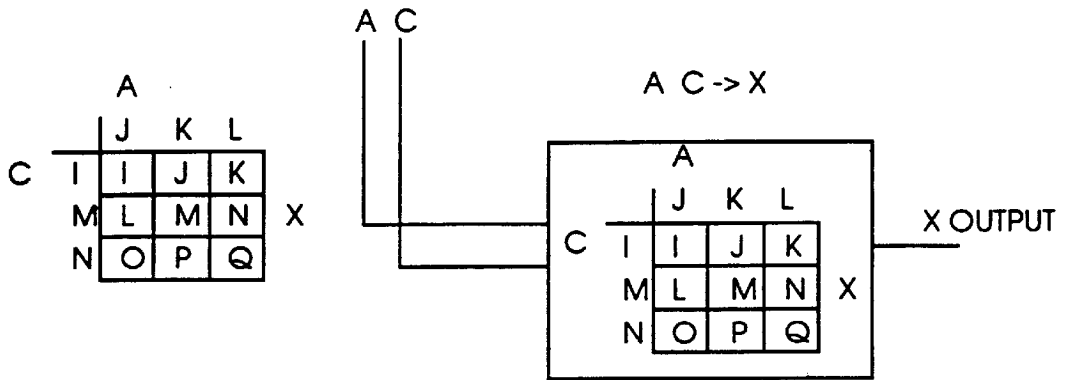 A C
A
A C -> X
J K L
C I I J K
M L M N X
N O P Q
A
J K L
C I I J K
M L M N X
N O P Q
X OUTPUT